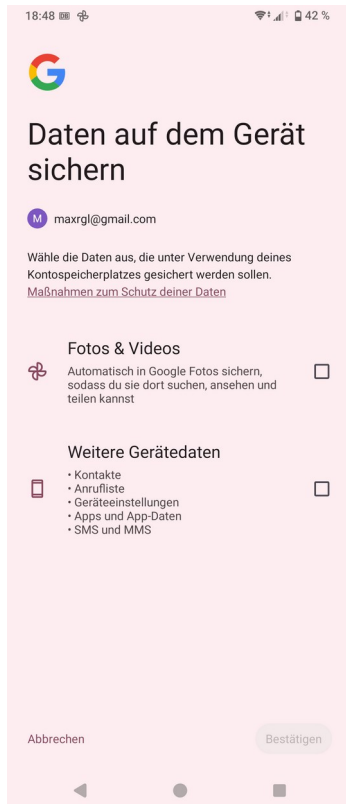 18:48 42 %
Daten auf dem Gerät
sichern
M maxrgl@gmail.com
Wähle die Daten aus, die unter Verwendung deines
Kontospeicherplatzes gesichert werden sollen.
Maßnahmen zum Schutz deiner Daten
Fotos & Videos
Automatisch in Google Fotos sichern,
sodass du sie dort suchen, ansehen und
teilen kannst
Weitere Gerätedaten
• Kontakte
• Anrufliste
• Geräteeinstellungen
• Apps und App-Daten
• SMS und MMS
Abbrechen Bestätigen